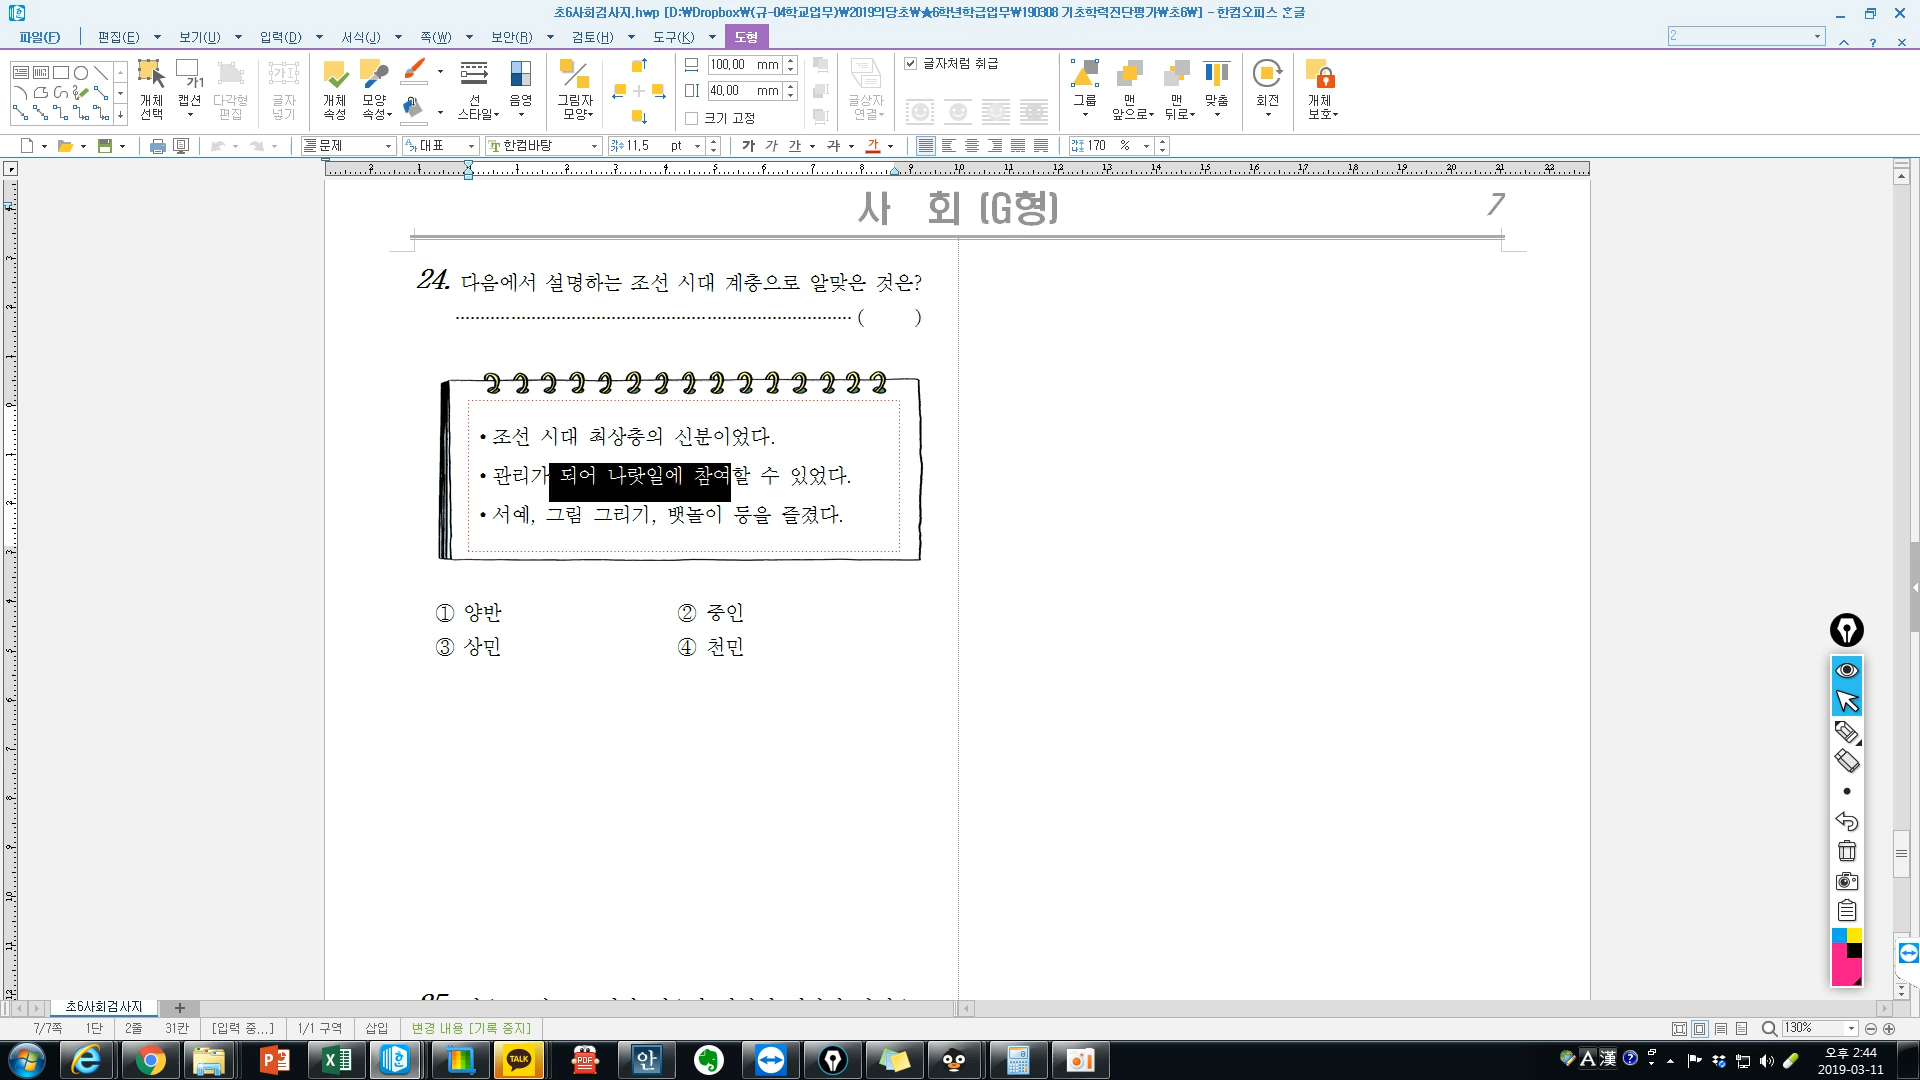 초6사회검사지.hwp [D:\Dropbox\(규-04학교업무)\2019의당초\★6학년학급업무\190308 기초학력진단평가\초6\] - 한컴오피스 한글
파일(F) 편집(E) 보기(U) 입력(D) 서식(J) 쪽(W) 보안(R) 검토(H) 도구(K) 도형
2
개체 선택 가1 캡션 다각형 편집 가I 글자 넣기 개체 속성 모양 속성 선 스타일 음영 그림자 모양 100,00 mm 40,00 mm 크기 고정 글상자 연결 글자처럼 취급 그룹 맨 앞으로 맨 뒤로 맞춤 회전 개체 보호
문제 대표 한컴바탕 11,5 pt 가 가 가 가 가 170 %
사 회 (G형)
7
24. 다음에서 설명하는 조선 시대 계층으로 알맞은 것은?
( )
•조선 시대 최상층의 신분이었다.
•관리가 되어 나랏일에 참여할 수 있었다.
•서예, 그림 그리기, 뱃놀이 등을 즐겼다.
① 양반 ② 중인
③ 상민 ④ 천민
초6사회검사지
7/7쪽 1단 2줄 31칸 [입력 중...] 1/1 구역 삽입 변경 내용 [기록 중지] 130%
TALK PDF 안 A 漢 오후 2:44
2019-03-11